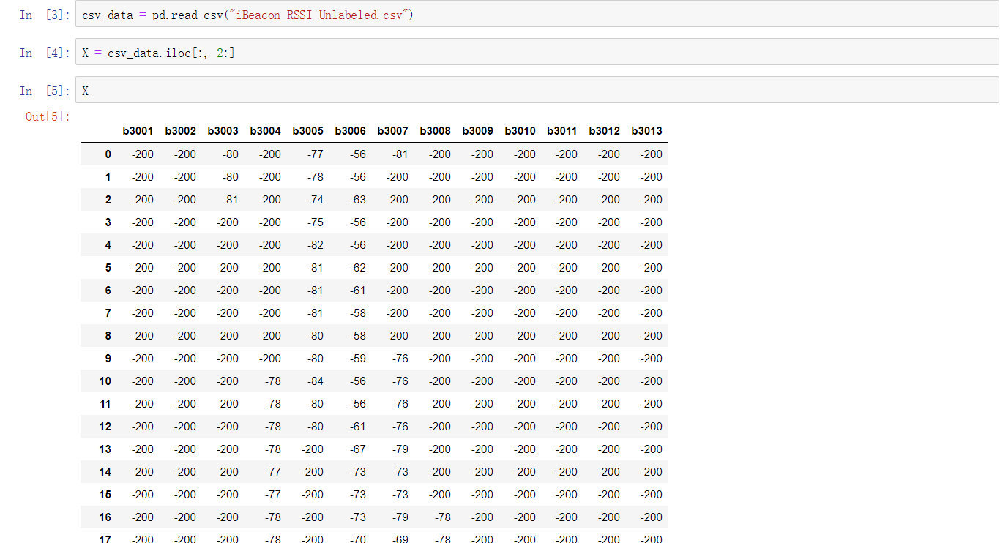 In [3]: csv_data = pd.read_csv("iBeacon_RSSI_Unlabeled.csv")
In [4]: X = csv_data.iloc[:, 2:]
In [5]: X
Out[5]:
b3001 b3002 b3003 b3004 b3005 b3006 b3007 b3008 b3009 b3010 b3011 b3012 b3013
0 -200 -200 -80 -200 -77 -56 -81 -200 -200 -200 -200 -200 -200
1 -200 -200 -80 -200 -78 -56 -200 -200 -200 -200 -200 -200 -200
2 -200 -200 -81 -200 -74 -63 -200 -200 -200 -200 -200 -200 -200
3 -200 -200 -200 -200 -75 -56 -200 -200 -200 -200 -200 -200 -200
4 -200 -200 -200 -200 -82 -56 -200 -200 -200 -200 -200 -200 -200
5 -200 -200 -200 -200 -81 -62 -200 -200 -200 -200 -200 -200 -200
6 -200 -200 -200 -200 -81 -61 -200 -200 -200 -200 -200 -200 -200
7 -200 -200 -200 -200 -81 -58 -200 -200 -200 -200 -200 -200 -200
8 -200 -200 -200 -200 -80 -58 -200 -200 -200 -200 -200 -200 -200
9 -200 -200 -200 -200 -80 -59 -76 -200 -200 -200 -200 -200 -200
10 -200 -200 -200 -78 -84 -56 -76 -200 -200 -200 -200 -200 -200
11 -200 -200 -200 -78 -80 -56 -76 -200 -200 -200 -200 -200 -200
12 -200 -200 -200 -78 -80 -61 -76 -200 -200 -200 -200 -200 -200
13 -200 -200 -200 -78 -200 -67 -79 -200 -200 -200 -200 -200 -200
14 -200 -200 -200 -77 -200 -73 -73 -200 -200 -200 -200 -200 -200
15 -200 -200 -200 -77 -200 -73 -73 -200 -200 -200 -200 -200 -200
16 -200 -200 -200 -78 -200 -73 -79 -78 -200 -200 -200 -200 -200
17 -200 -200 -200 -78 -200 -70 -69 -78 -200 -200 -200 -200 -200